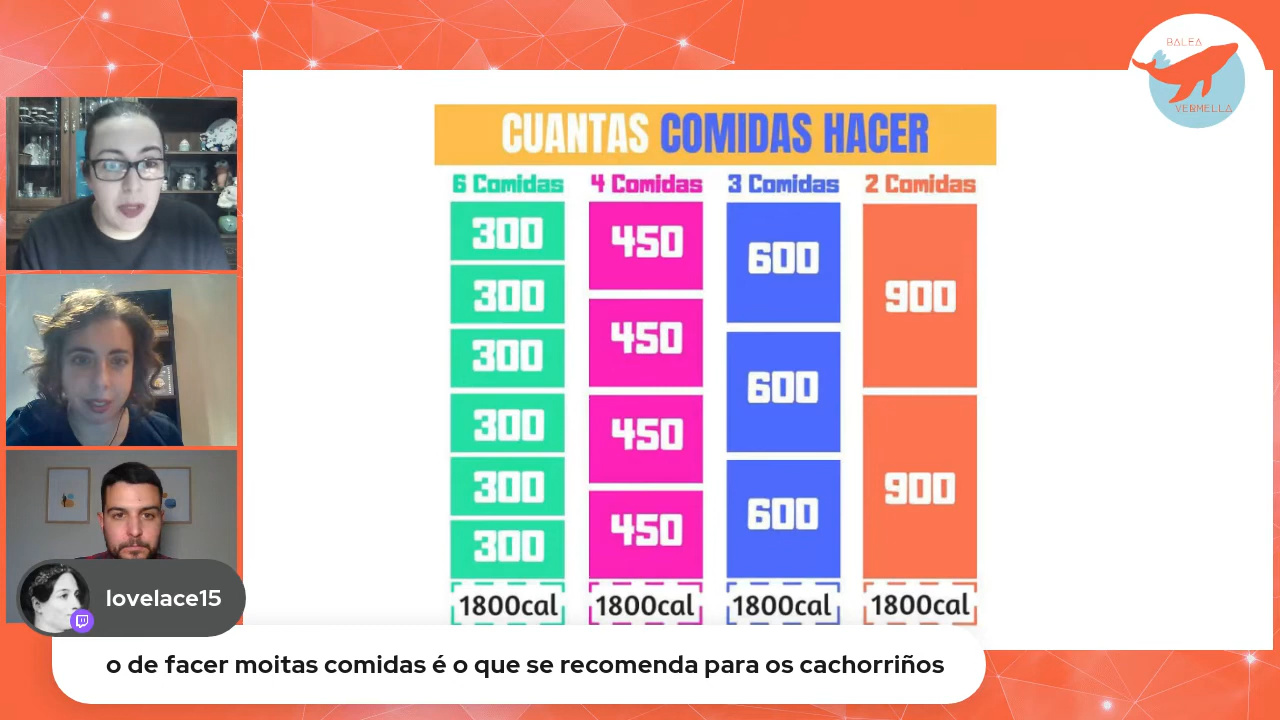 BALEA
VERMELLA
CUANTAS COMIDAS HACER
6 Comidas 4 Comidas 3 Comidas 2 Comidas
300 450 600 900
300 450 600 900
300 450 600
300 450
300
300
1800cal 1800cal 1800cal 1800cal
lovelace15
o de facer moitas comidas é o que se recomenda para os cachorriños